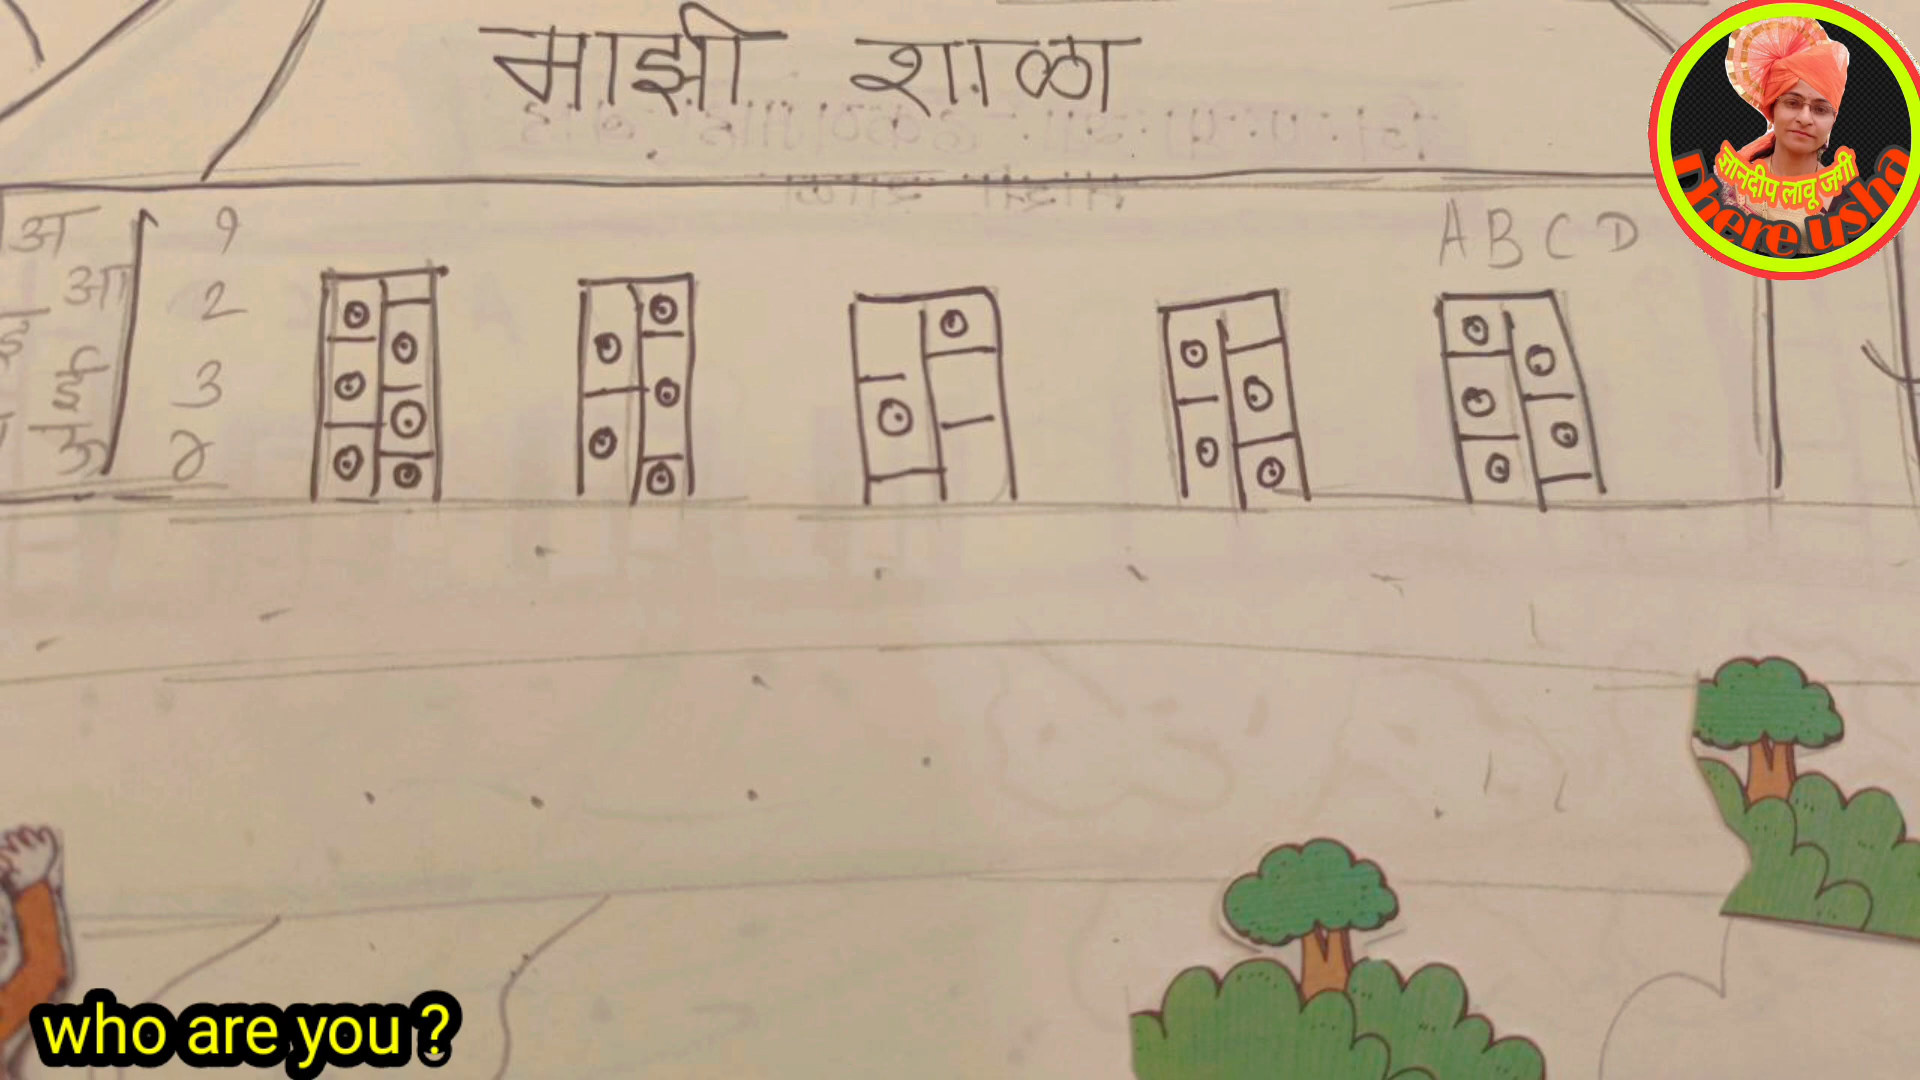 माझी शाळा
ज्ञानदीप लावू जगी
Dhere usha
अ
आ
ई
ऊ
१
२
३
४
A B C D
who are you ?